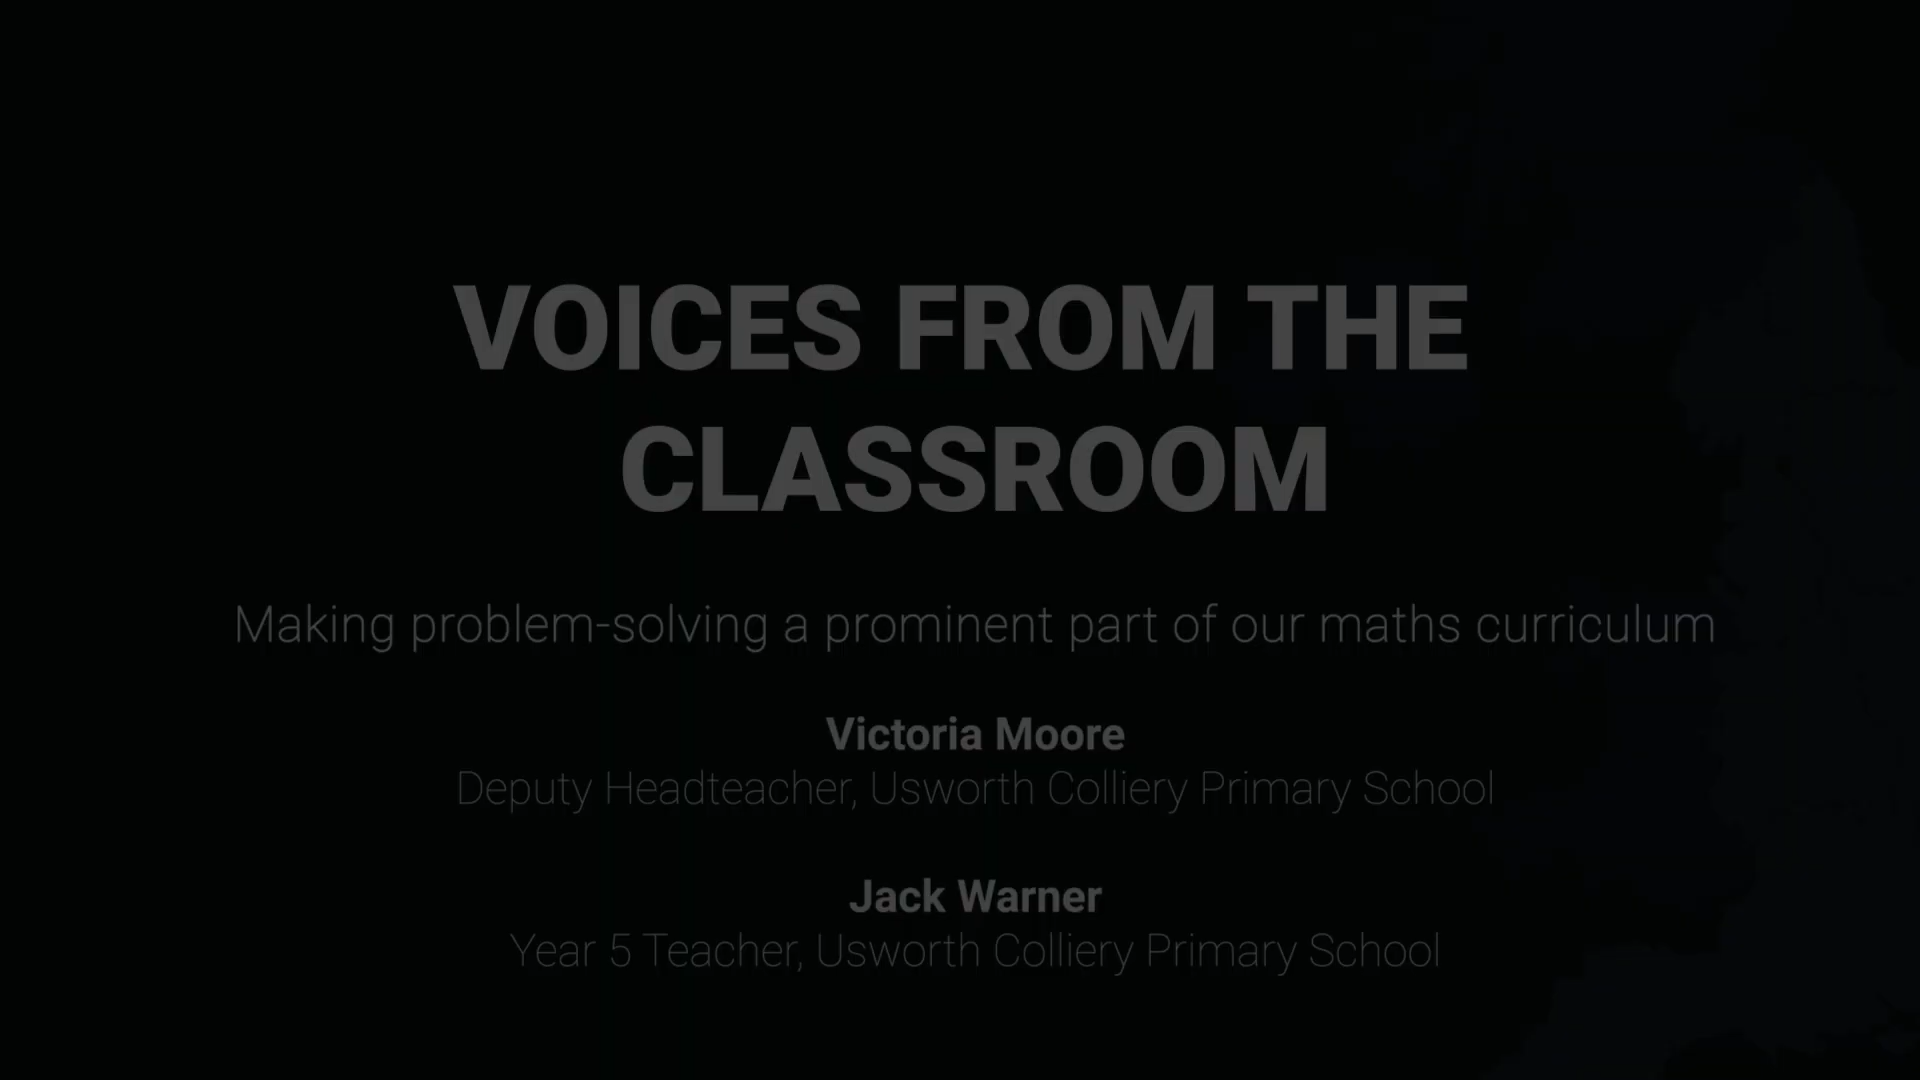 VOICES FROM THE
CLASSROOM
Making problem-solving a prominent part of our maths curriculum
Victoria Moore
Deputy Headteacher, Usworth Colliery Primary School
Jack Warner
Year 5 Teacher, Usworth Colliery Primary School